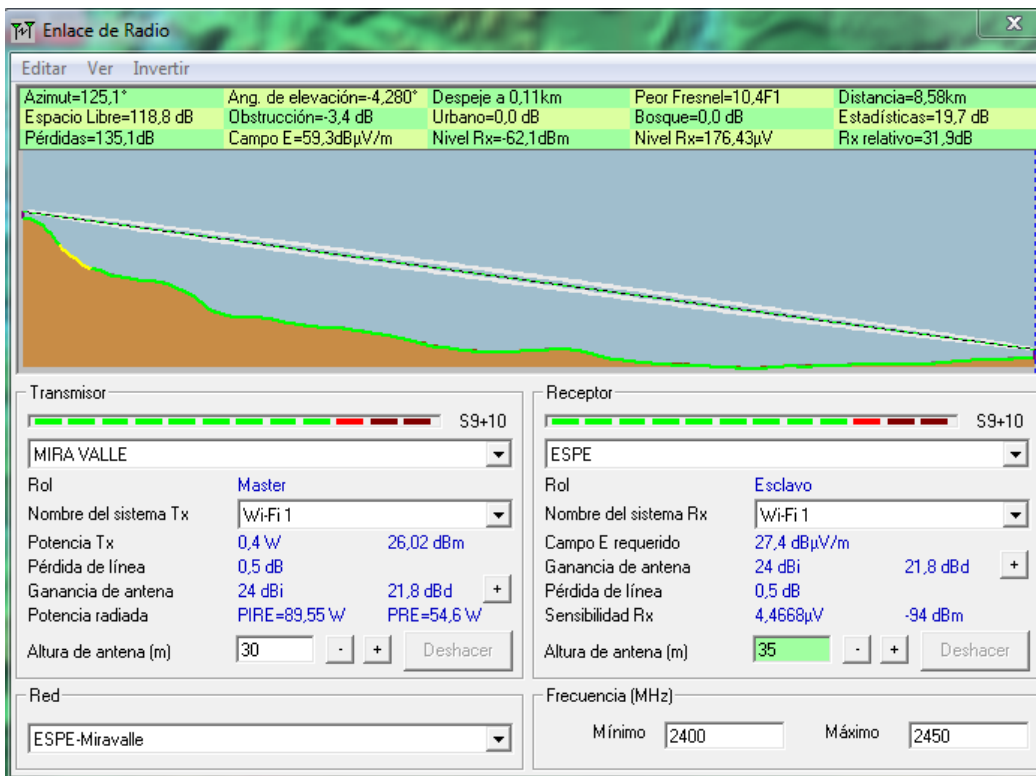 Enlace de Radio
Editar Ver Invertir
Azimut=125,1° Ang. de elevación=-4,280° Despeje a 0,11km Peor Fresnel=10,4F1 Distancia=8,58km
Espacio Libre=118,8 dB Obstrucción=-3,4 dB Urbano=0,0 dB Bosque=0,0 dB Estadísticas=19,7 dB
Pérdidas=135,1dB Campo E=59,3dBµV/m Nivel Rx=-62,1dBm Nivel Rx=176,43µV Rx relativo=31,9dB
Transmisor
S9+10
MIRA VALLE
Rol Master
Nombre del sistema Tx Wi-Fi 1
Potencia Tx 0,4 W 26,02 dBm
Pérdida de línea 0,5 dB
Ganancia de antena 24 dBi 21,8 dBd +
Potencia radiada PIRE=89,55 W PRE=54,6 W
Altura de antena (m) 30 - + Deshacer
Red
ESPE-Miravalle
Receptor
S9+10
ESPE
Rol Esclavo
Nombre del sistema Rx Wi-Fi 1
Campo E requerido 27,4 dBµV/m
Ganancia de antena 24 dBi 21,8 dBd +
Pérdida de línea 0,5 dB
Sensibilidad Rx 4,4668µV -94 dBm
Altura de antena (m) 35 - + Deshacer
Frecuencia (MHz)
Mínimo 2400 Máximo 2450